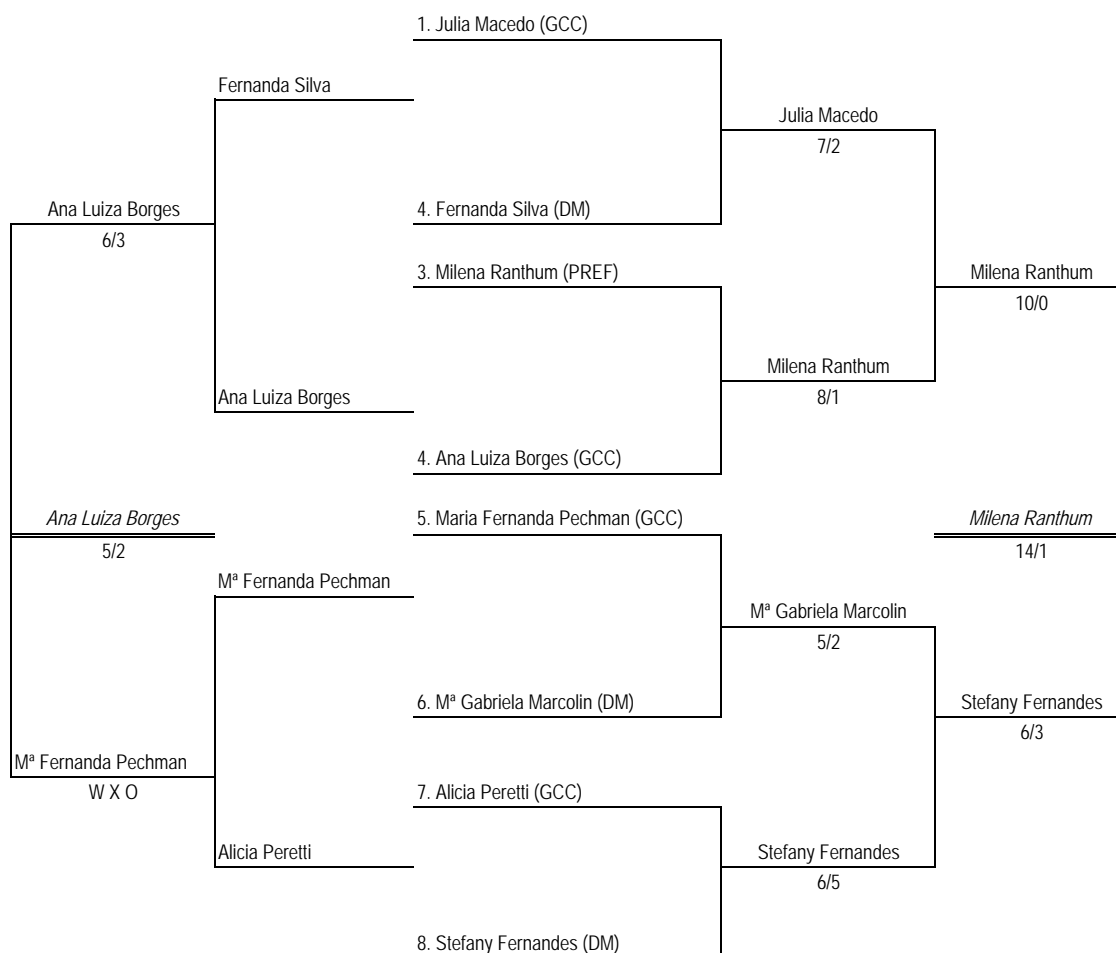 1. Julia Macedo (GCC)
Fernanda Silva
Julia Macedo
7/2
Ana Luiza Borges
4. Fernanda Silva (DM)
6/3
3. Milena Ranthum (PREF)
Milena Ranthum
10/0
Milena Ranthum
Ana Luiza Borges
8/1
4. Ana Luiza Borges (GCC)
Ana Luiza Borges
5. Maria Fernanda Pechman (GCC)
Milena Ranthum
5/2
14/1
Mª Fernanda Pechman
Mª Gabriela Marcolin
5/2
6. Mª Gabriela Marcolin (DM)
Stefany Fernandes
6/3
Mª Fernanda Pechman
W X O
7. Alicia Peretti (GCC)
Alicia Peretti
Stefany Fernandes
6/5
8. Stefany Fernandes (DM)